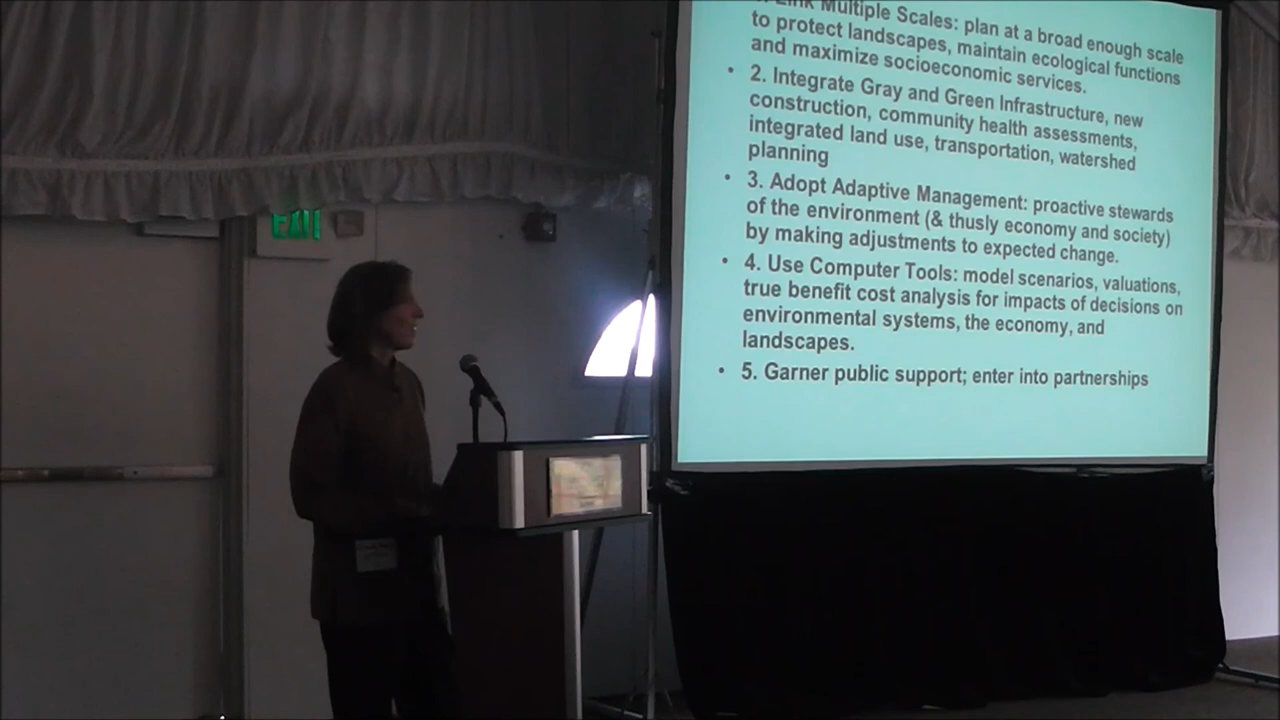 Link Multiple Scales: plan at a broad enough scale
to protect landscapes, maintain ecological functions
and maximize socioeconomic services.
• 2. Integrate Gray and Green Infrastructure, new
construction, community health assessments,
integrated land use, transportation, watershed
planning
• 3. Adopt Adaptive Management: proactive stewards
of the environment (& thusly economy and society)
by making adjustments to expected change.
• 4. Use Computer Tools: model scenarios, valuations,
true benefit cost analysis for impacts of decisions on
environmental systems, the economy, and
landscapes.
• 5. Garner public support; enter into partnerships
EXIT